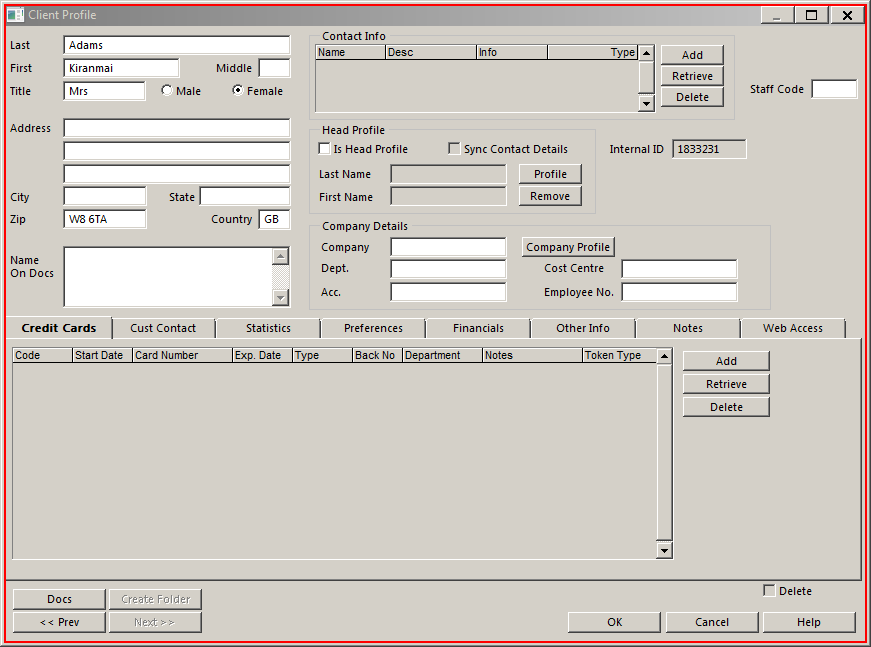 Client Profile
Last Adams
First Kiranmai Middle
Title Mrs Male Female
Address
City State
Zip W8 6TA Country GB
Name
On Docs
Contact Info
Name Desc Info Type
Add
Retrieve
Delete
Staff Code
Head Profile
Is Head Profile Sync Contact Details
Internal ID 1833231
Last Name Profile
First Name Remove
Company Details
Company Company Profile
Dept. Cost Centre
Acc. Employee No.
Credit Cards Cust Contact Statistics Preferences Financials Other Info Notes Web Access
Code Start Date Card Number Exp. Date Type Back No Department Notes Token Type
Add
Retrieve
Delete
Delete
Docs Create Folder
<< Prev Next >> OK Cancel Help